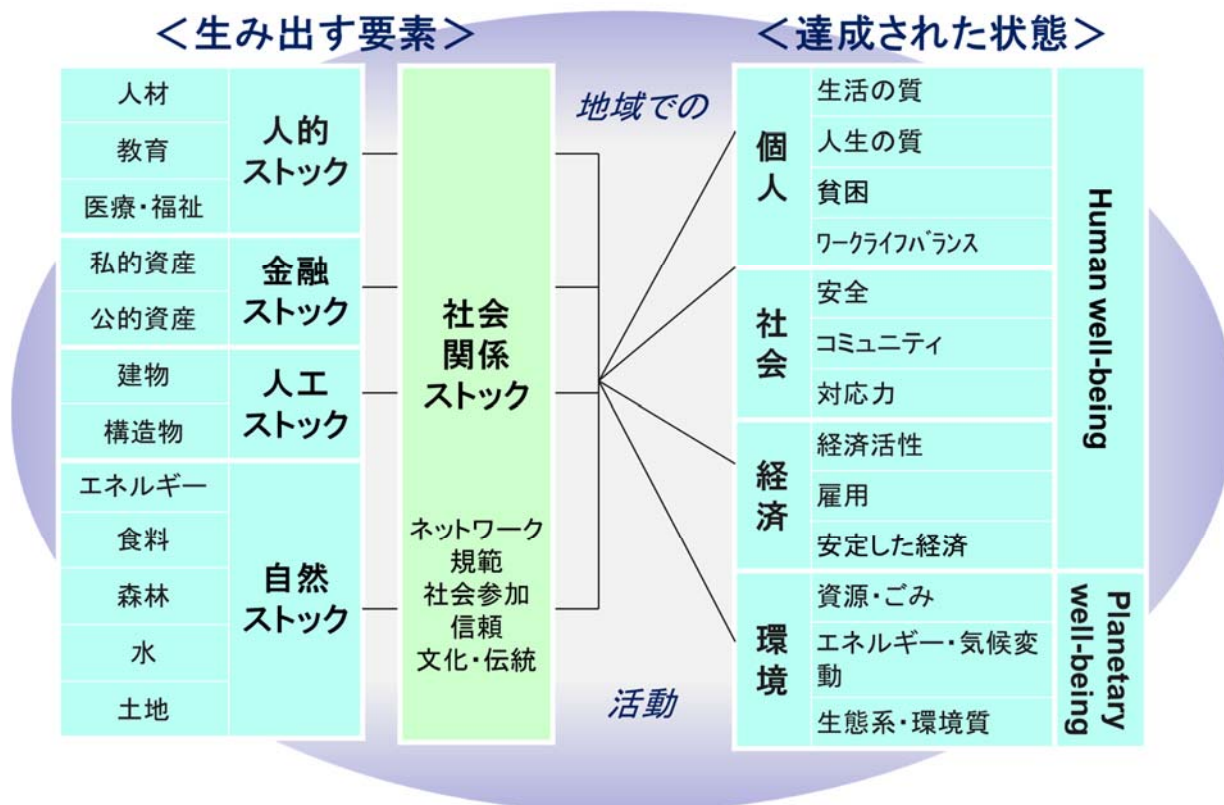 ＜生み出す要素＞
人材
教育
医療・福祉
人的
ストック
私的資産
公的資産
金融
ストック
建物
構造物
人工
ストック
エネルギー
食料
森林
水
土地
自然
ストック
社会
関係
ストック
ネットワーク
規範
社会参加
信頼
文化・伝統
地域での
活動
＜達成された状態＞
個人
生活の質
人生の質
貧困
ﾜｰｸﾗｲﾌﾊﾞﾗﾝｽ
社会
安全
コミュニティ
対応力
経済
経済活性
雇用
安定した経済
環境
資源・ごみ
エネルギー・気候変
動
生態系・環境質
Human well-being
Planetary
well-being